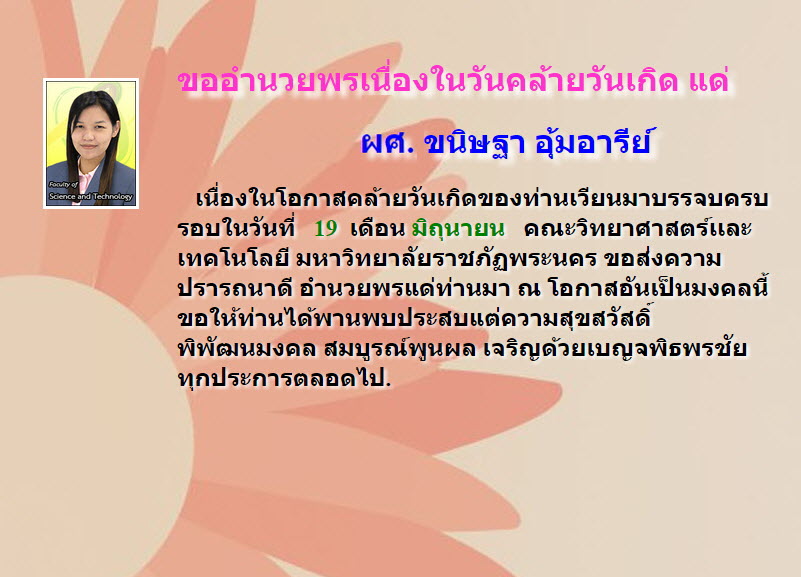 ขออำนวยพรเนื่องในวันคล้ายวันเกิด แด่
ผศ. ขนิษฐา อุ้มอารีย์
Faculty of
Science and Technology
เนื่องในโอกาสคล้ายวันเกิดของท่านเวียนมาบรรจบครบ
รอบในวันที่ 19 เดือน มิถุนายน คณะวิทยาศาสตร์และ
เทคโนโลยี มหาวิทยาลัยราชภัฏพระนคร ขอส่งความ
ปรารถนาดี อำนวยพรแด่ท่านมา ณ โอกาสอันเป็นมงคลนี้
ขอให้ท่านได้พานพบประสบแต่ความสุขสวัสดิ์
พิพัฒนมงคล สมบูรณ์พูนผล เจริญด้วยเบญจพิธพรชัย
ทุกประการตลอดไป.